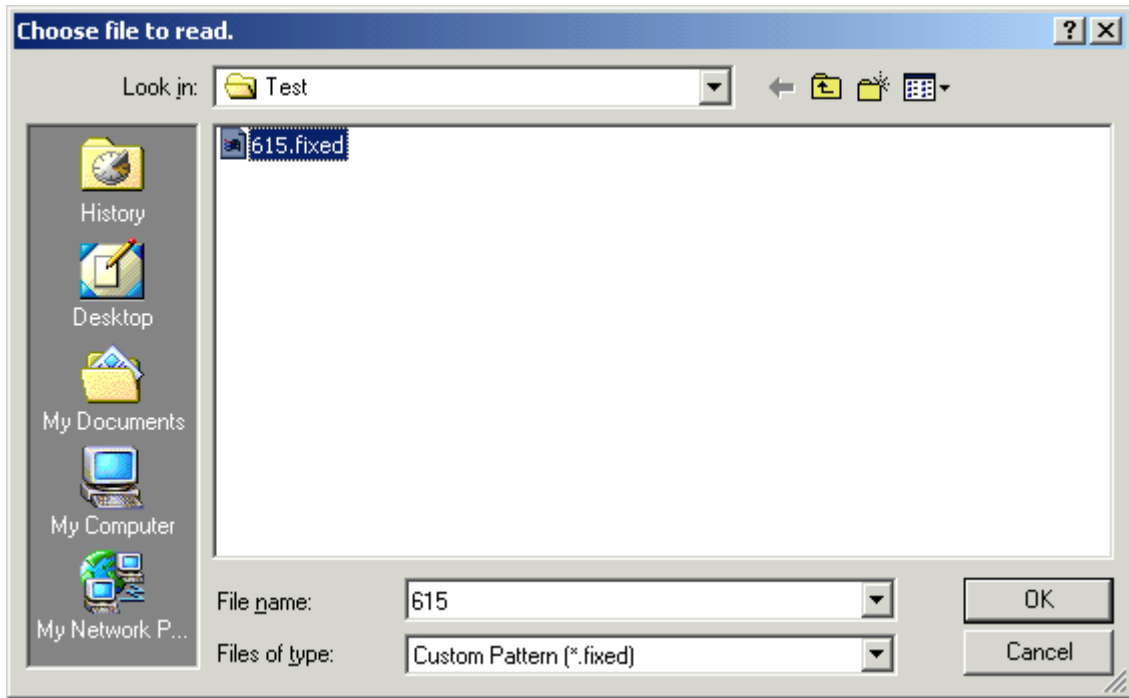 Choose file to read.
Look in: Test
615.fixed
History
Desktop
My Documents
My Computer
My Network P...
File name: 615 OK
Files of type: Custom Pattern (*.fixed) Cancel